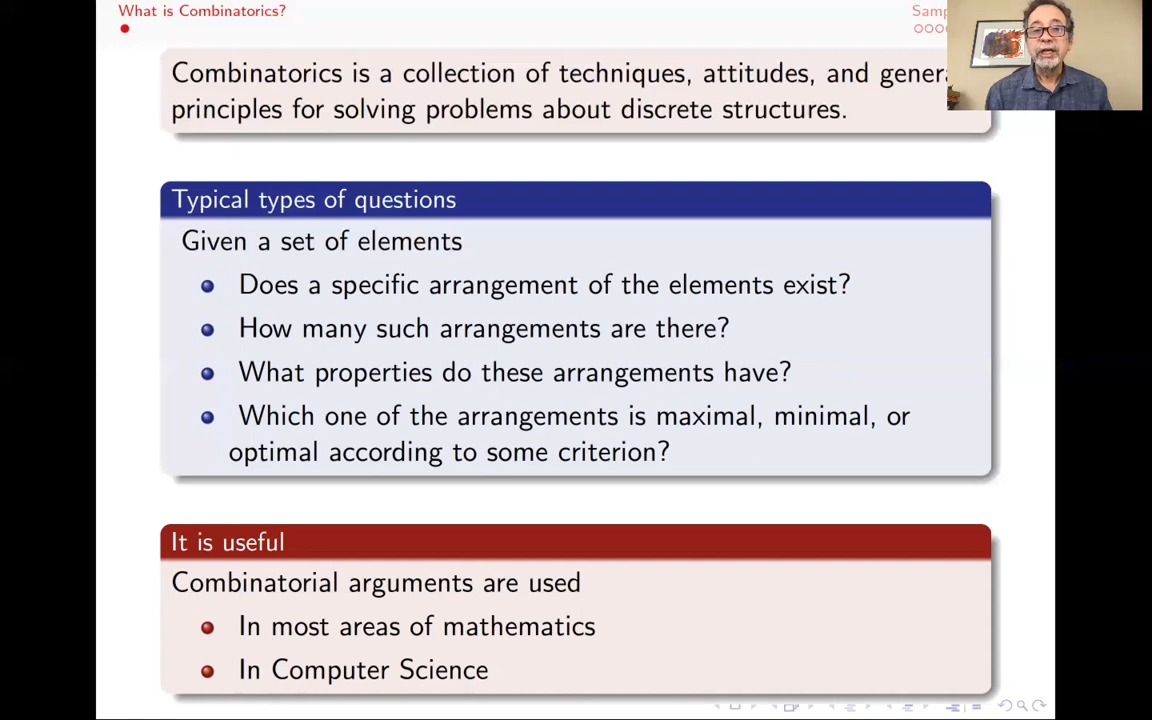 What is Combinatorics?
Combinatorics is a collection of techniques, attitudes, and
principles for solving problems about discrete structures.
Typical types of questions
Given a set of elements
Does a specific arrangement of the elements exist?
How many such arrangements are there?
What properties do these arrangements have?
Which one of the arrangements is maximal, minimal, or
optimal according to some criterion?
It is useful
Combinatorial arguments are used
In most areas of mathematics
In Computer Science